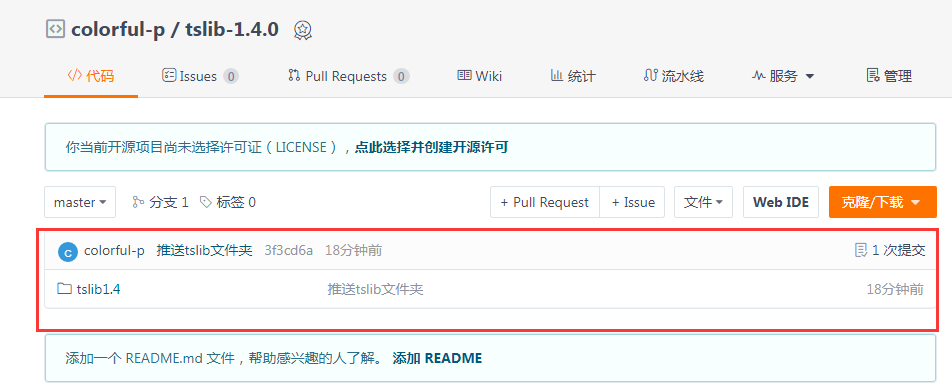 colorful-p / tslib-1.4.0
代码 Issues 0 Pull Requests 0 Wiki 统计 流水线 服务 管理
你当前开源项目尚未选择许可证（LICENSE），点此选择并创建开源许可
master 分支 1 标签 0 + Pull Request + Issue 文件 Web IDE 克隆/下载
C colorful-p 推送tslib文件夹 3f3cd6a 18分钟前 1 次提交
tslib1.4 推送tslib文件夹 18分钟前
添加一个 README.md 文件，帮助感兴趣的人了解。 添加 README